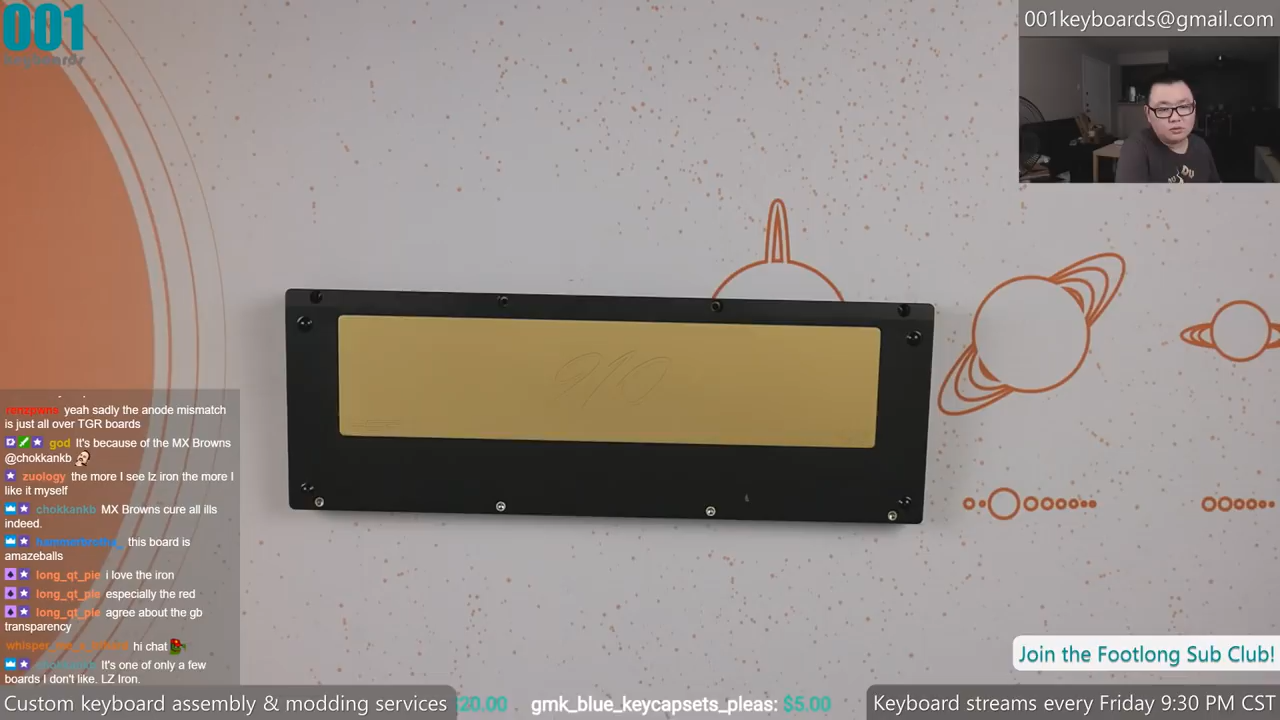 001
keyboards
001keyboards@gmail.com
910
renzpwns yeah sadly the anode mismatch
is just all over TGR boards
god It's because of the MX Browns
@chokkankb
zuology the more I see lz iron the more I
like it myself
chokkankb MX Browns cure all ills
indeed.
this board is
amazeballs
long_qt_pie i love the iron
long_qt_pie especially the red
long_qt_pie agree about the gb
transparency
hi chat
chokkankb It's one of only a few
boards I don't like. LZ Iron.
Join the Footlong Sub Club!
Custom keyboard assembly & modding services
20.00 gmk_blue_keycapsets_pleas: $5.00
Keyboard streams every Friday 9:30 PM CST